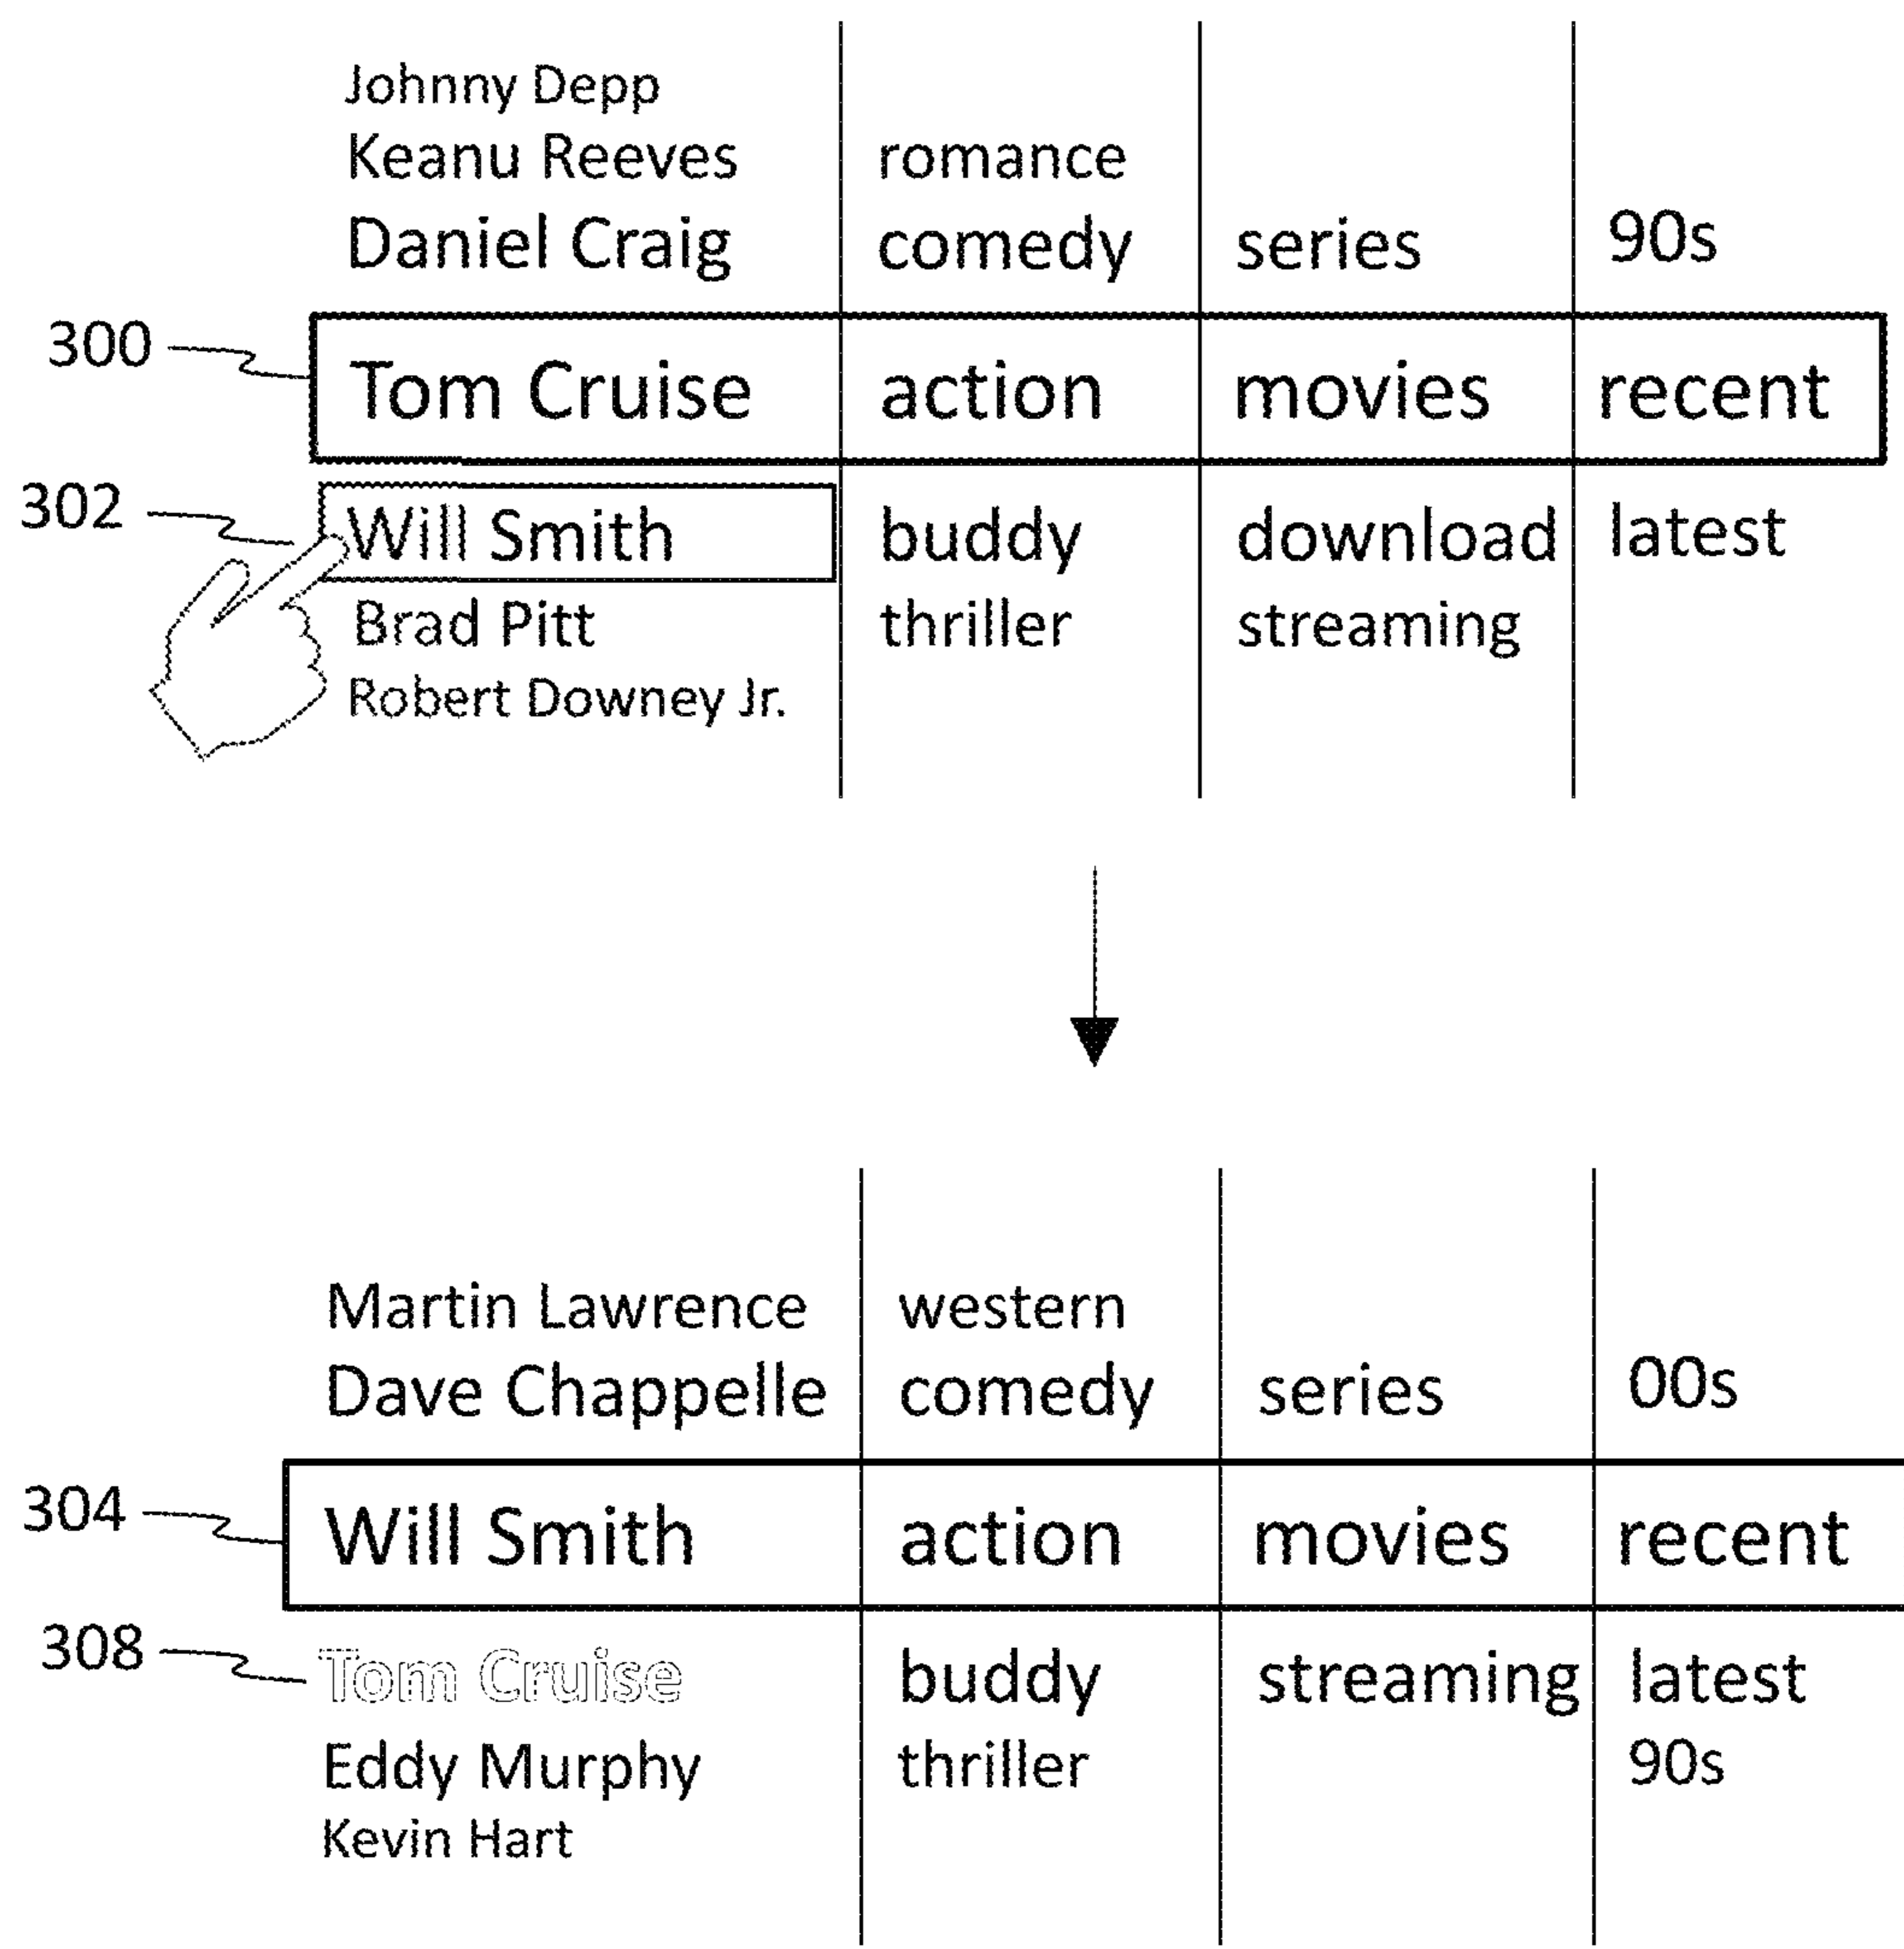 Johnny Depp
Keanu Reeves romance
Daniel Craig comedy series 90s
300 Tom Cruise action movies recent
302 Will Smith buddy download latest
Brad Pitt thriller streaming
Robert Downey Jr.
Martin Lawrence western
Dave Chappelle comedy series 00s
304 Will Smith action movies recent
308 Tom Cruise buddy streaming latest
Eddy Murphy thriller 90s
Kevin Hart